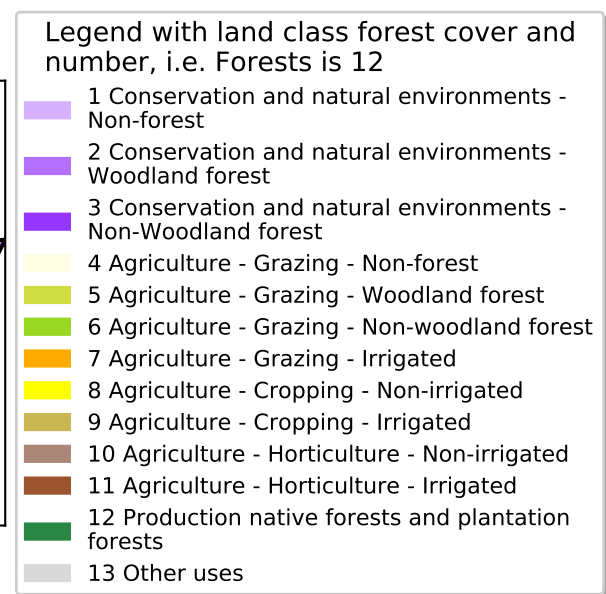 Legend with land class forest cover and
number, i.e. Forests is 12
1 Conservation and natural environments -
Non-forest
2 Conservation and natural environments -
Woodland forest
3 Conservation and natural environments -
Non-Woodland forest
4 Agriculture - Grazing - Non-forest
5 Agriculture - Grazing - Woodland forest
6 Agriculture - Grazing - Non-woodland forest
7 Agriculture - Grazing - Irrigated
8 Agriculture - Cropping - Non-irrigated
9 Agriculture - Cropping - Irrigated
10 Agriculture - Horticulture - Non-irrigated
11 Agriculture - Horticulture - Irrigated
12 Production native forests and plantation
forests
13 Other uses